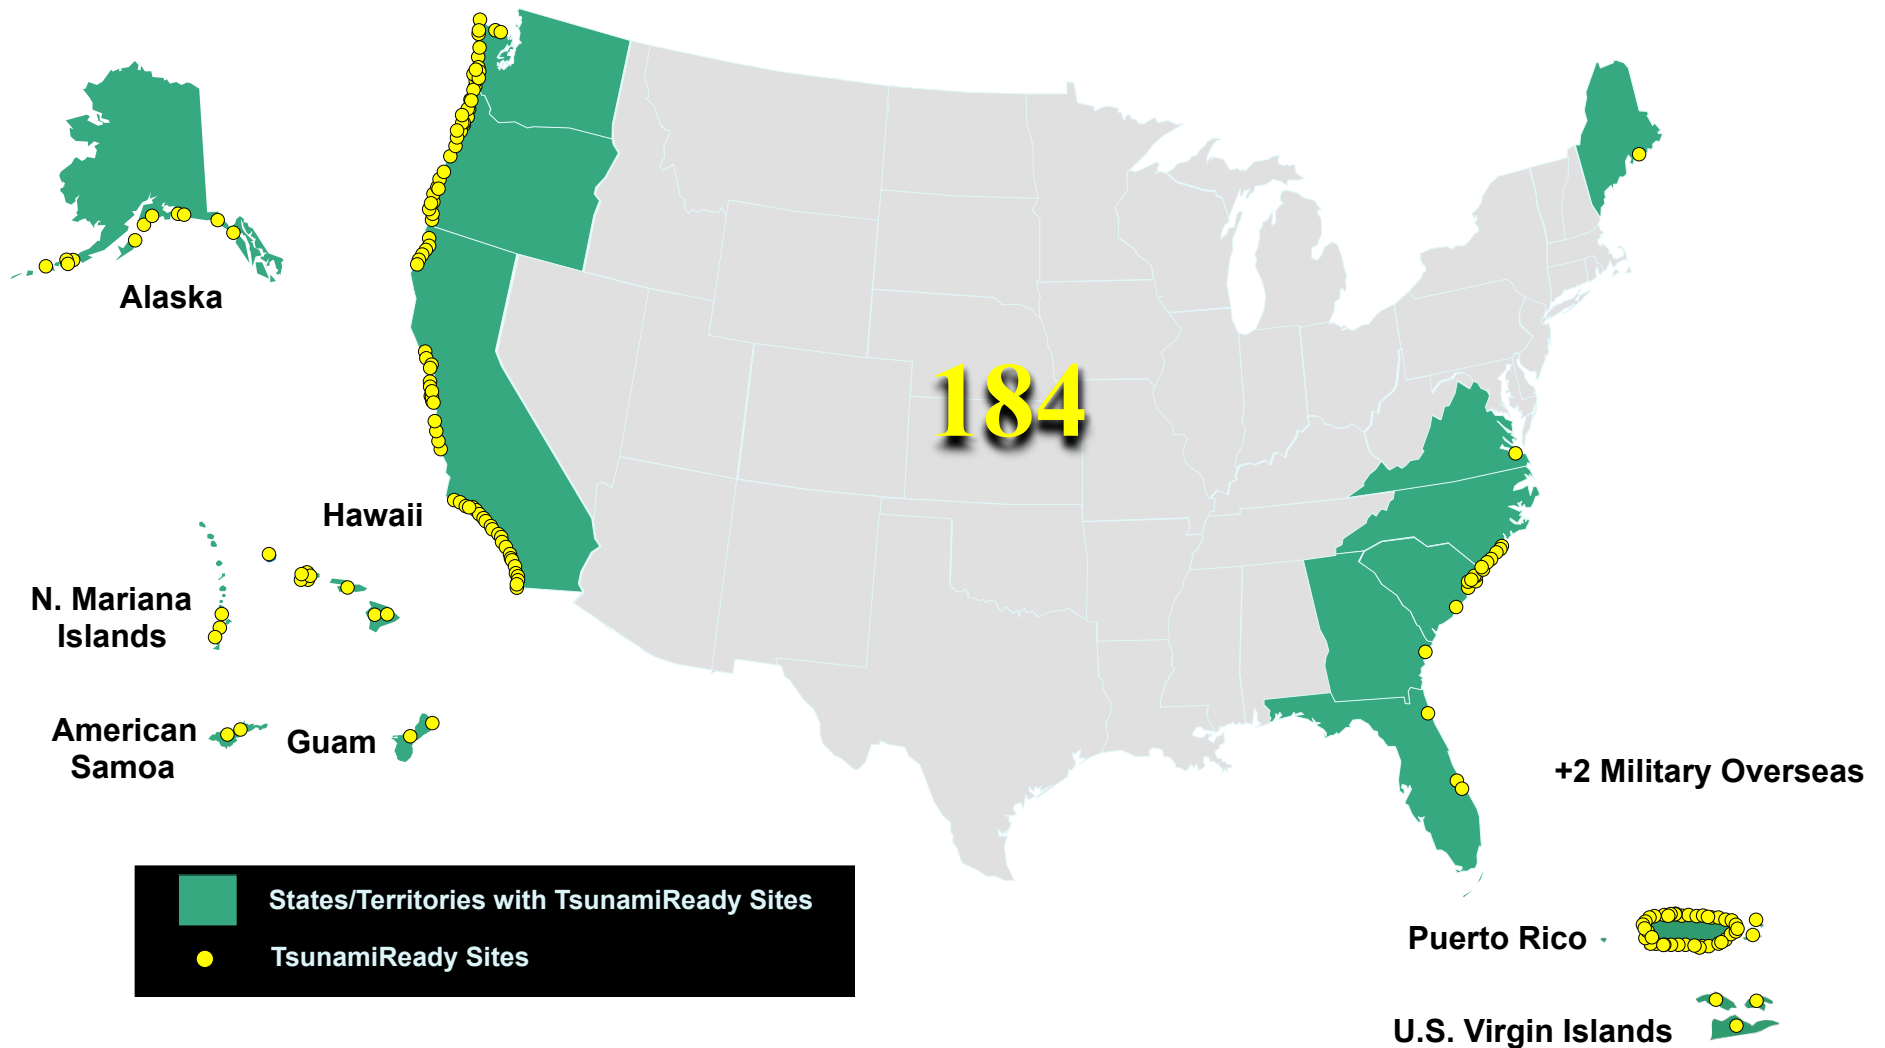 Alaska
184
Hawaii
N. Mariana
Islands
American
Samoa
Guam
+2 Military Overseas
States/Territories with TsunamiReady Sites
TsunamiReady Sites
Puerto Rico
U.S. Virgin Islands